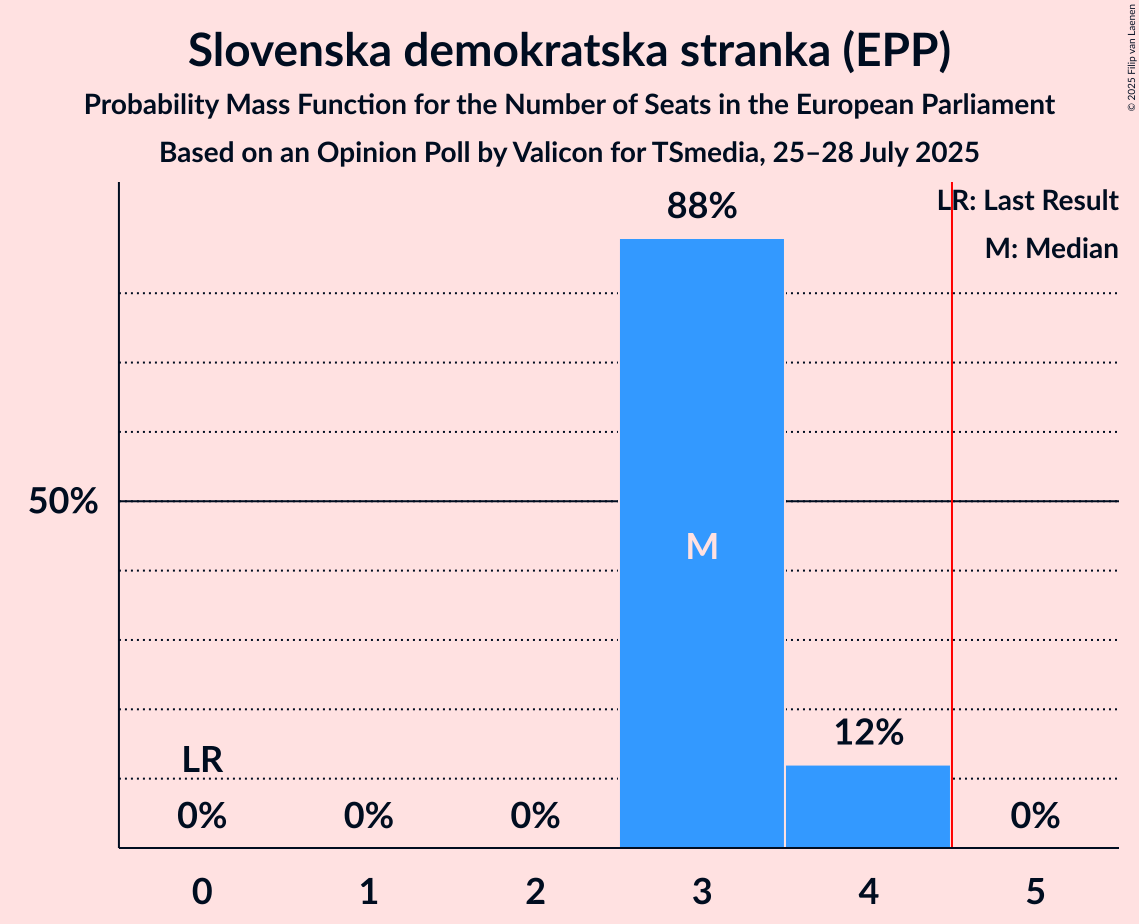 Slovenska demokratska stranka (EPP)
Probability Mass Function for the Number of Seats in the European Parliament
Based on an Opinion Poll by Valicon for TSmedia, 25–28 July 2025
© 2025 Filip van Laenen
LR: Last Result
M: Median
88%
50%
M
12%
LR
0% 0% 0% 0%
0 1 2 3 4 5